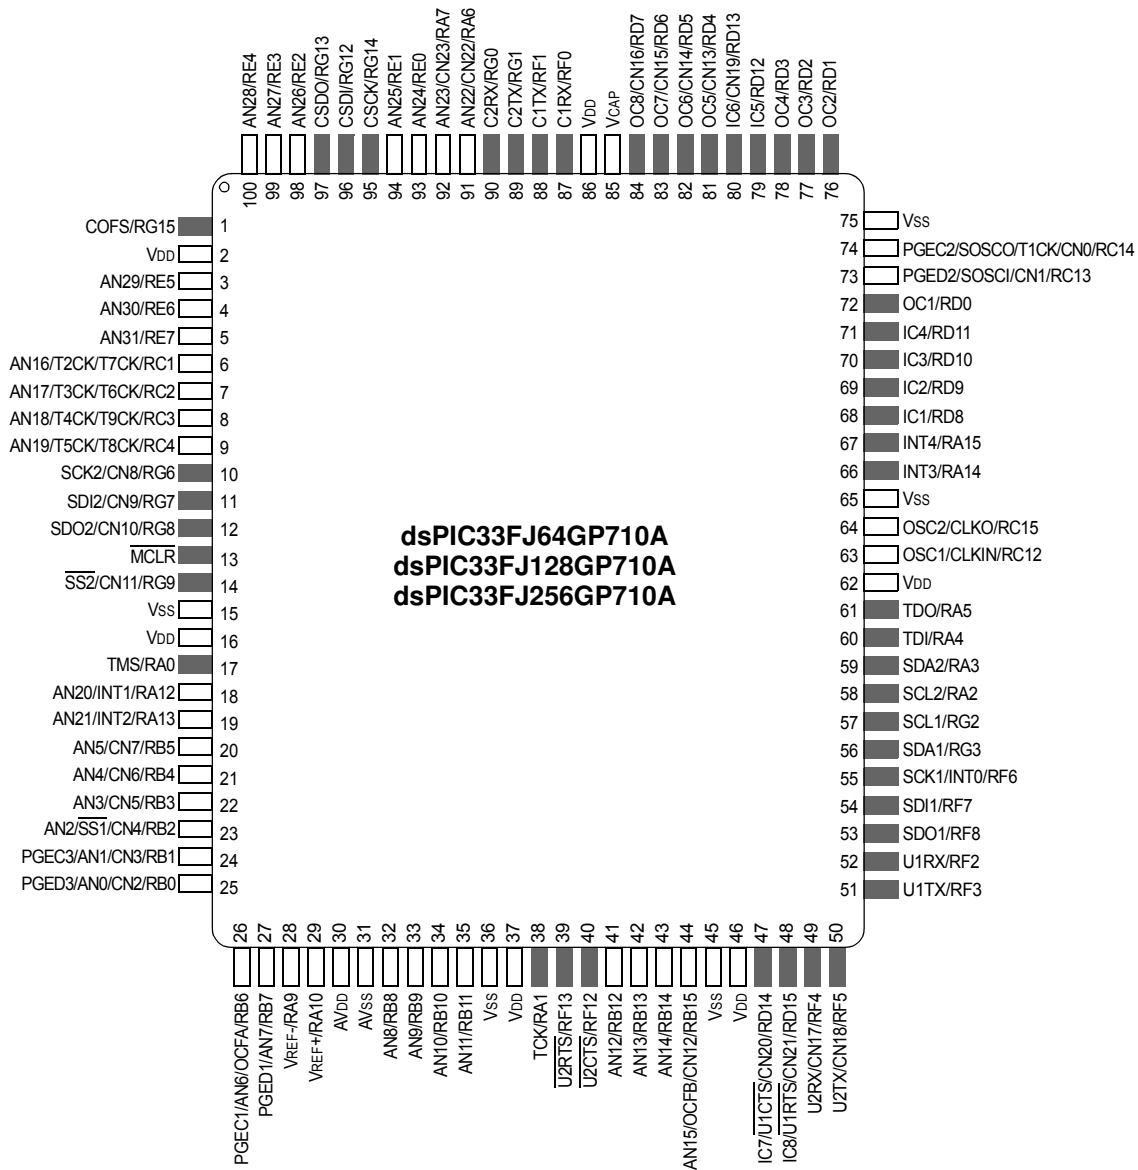 AN28/RE4
AN27/RE3
AN26/RE2
CSDO/RG13
CSDI/RG12
CSCK/RG14
AN25/RE1
AN24/RE0
AN23/CN23/RA7
AN22/CN22/RA6
C2RX/RG0
C2TX/RG1
C1TX/RF1
C1RX/RF0
VDD
VCAP
OC8/CN16/RD7
OC7/CN15/RD6
OC6/CN14/RD5
OC5/CN13/RD4
IC6/CN19/RD13
IC5/RD12
OC4/RD3
OC3/RD2
OC2/RD1
100
99
98
97
96
95
94
93
92
91
90
89
88
87
86
85
84
83
82
81
80
79
78
77
76
COFS/RG15 1
VDD 2
AN29/RE5 3
AN30/RE6 4
AN31/RE7 5
AN16/T2CK/T7CK/RC1 6
AN17/T3CK/T6CK/RC2 7
AN18/T4CK/T9CK/RC3 8
AN19/T5CK/T8CK/RC4 9
SCK2/CN8/RG6 10
SDI2/CN9/RG7 11
SDO2/CN10/RG8 12
MCLR 13
SS2/CN11/RG9 14
VSS 15
VDD 16
TMS/RA0 17
AN20/INT1/RA12 18
AN21/INT2/RA13 19
AN5/CN7/RB5 20
AN4/CN6/RB4 21
AN3/CN5/RB3 22
AN2/SS1/CN4/RB2 23
PGEC3/AN1/CN3/RB1 24
PGED3/AN0/CN2/RB0 25
dsPIC33FJ64GP710A
dsPIC33FJ128GP710A
dsPIC33FJ256GP710A
75 VSS
74 PGEC2/SOSCO/T1CK/CN0/RC14
73 PGED2/SOSCI/CN1/RC13
72 OC1/RD0
71 IC4/RD11
70 IC3/RD10
69 IC2/RD9
68 IC1/RD8
67 INT4/RA15
66 INT3/RA14
65 VSS
64 OSC2/CLKO/RC15
63 OSC1/CLKIN/RC12
62 VDD
61 TDO/RA5
60 TDI/RA4
59 SDA2/RA3
58 SCL2/RA2
57 SCL1/RG2
56 SDA1/RG3
55 SCK1/INT0/RF6
54 SDI1/RF7
53 SDO1/RF8
52 U1RX/RF2
51 U1TX/RF3
26
27
28
29
30
31
32
33
34
35
36
37
38
39
40
41
42
43
44
45
46
47
48
49
50
PGEC1/AN6/OCFA/RB6
PGED1/AN7/RB7
VREF-/RA9
VREF+/RA10
AVDD
AVSS
AN8/RB8
AN9/RB9
AN10/RB10
AN11/RB11
VSS
VDD
TCK/RA1
U2RTS/RF13
U2CTS/RF12
AN12/RB12
AN13/RB13
AN14/RB14
AN15/OCFB/CN12/RB15
VSS
VDD
IC7/U1CTS/CN20/RD14
IC8/U1RTS/CN21/RD15
U2RX/CN17/RF4
U2TX/CN18/RF5